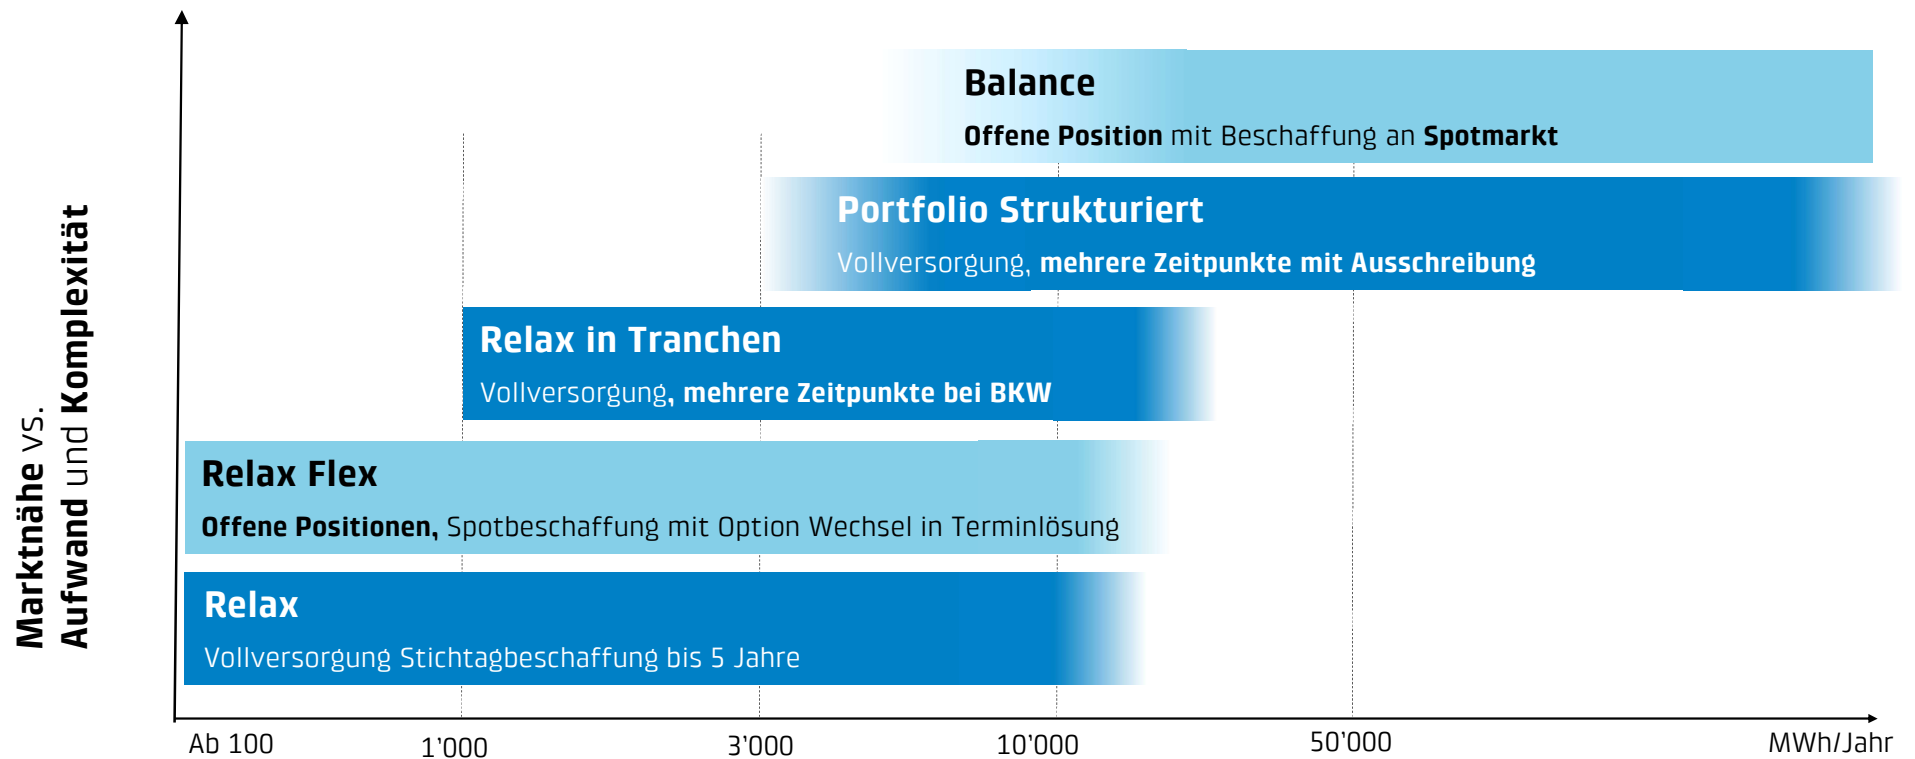 Marktnähe vs.
Aufwand und Komplexität
Balance
Offene Position mit Beschaffung an Spotmarkt
Portfolio Strukturiert
Vollversorgung, mehrere Zeitpunkte mit Ausschreibung
Relax in Tranchen
Vollversorgung, mehrere Zeitpunkte bei BKW
Relax Flex
Offene Positionen, Spotbeschaffung mit Option Wechsel in Terminlösung
Relax
Vollversorgung Stichtagbeschaffung bis 5 Jahre
Ab 100
1’000
3’000
10’000
50’000
MWh/Jahr